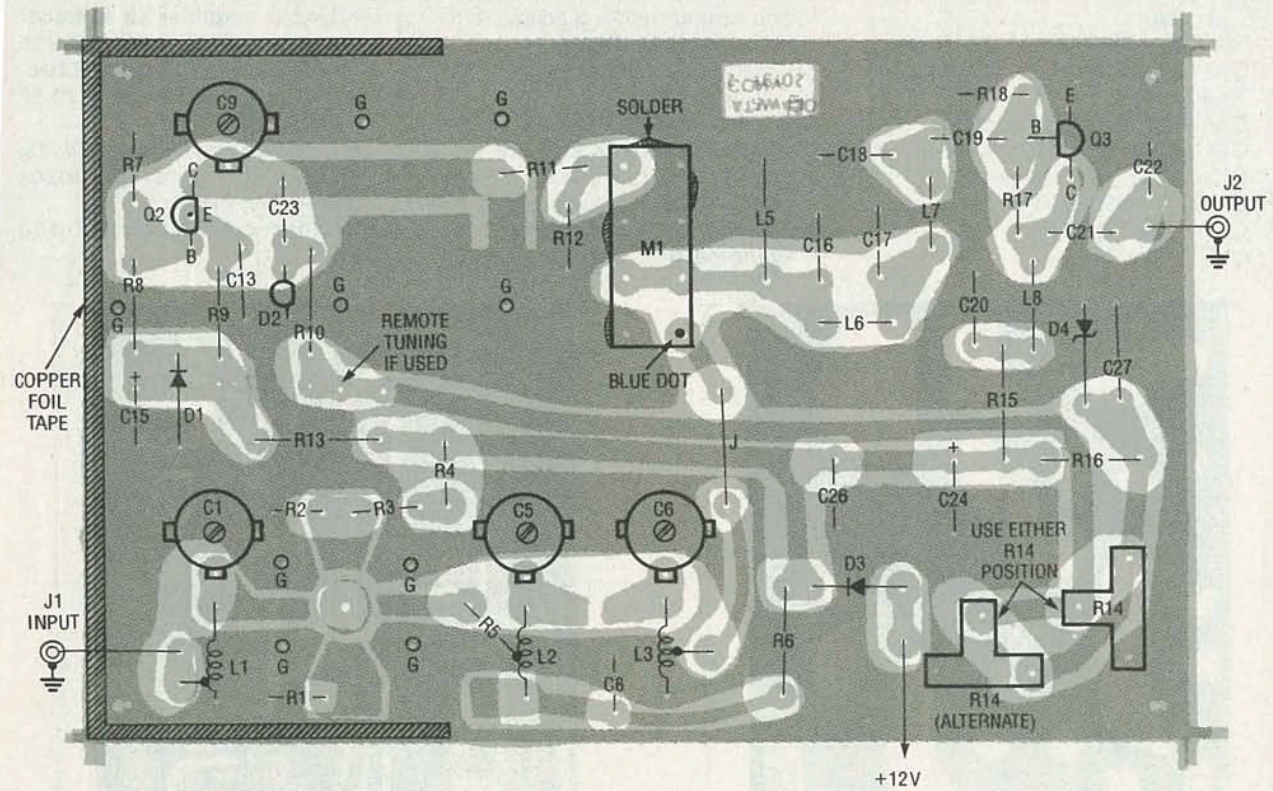 C9
G
G
SOLDER
R18
E
B
Q3
C19
C18
C22
R7
C
R11
J2
OUTPUT
Q2
E
C23
B
R12
M1
L5
C16
C17
L7
R17
C
C21
R8
C13
D2
R9
R10
G
G
G
REMOTE
TUNING
IF USED
L6
C20
L8
D4
C27
COPPER
FOIL
TAPE
BLUE DOT
+
C15
D1
R15
R13
R4
J
+
R16
C26
C24
C1
R2
R3
C5
C6
USE EITHER
R14
POSITION
G
G
D3
R14
J1
INPUT
R5
L1
G
G
L2
L3
R6
R1
C8
R14
(ALTERNATE)
+12V